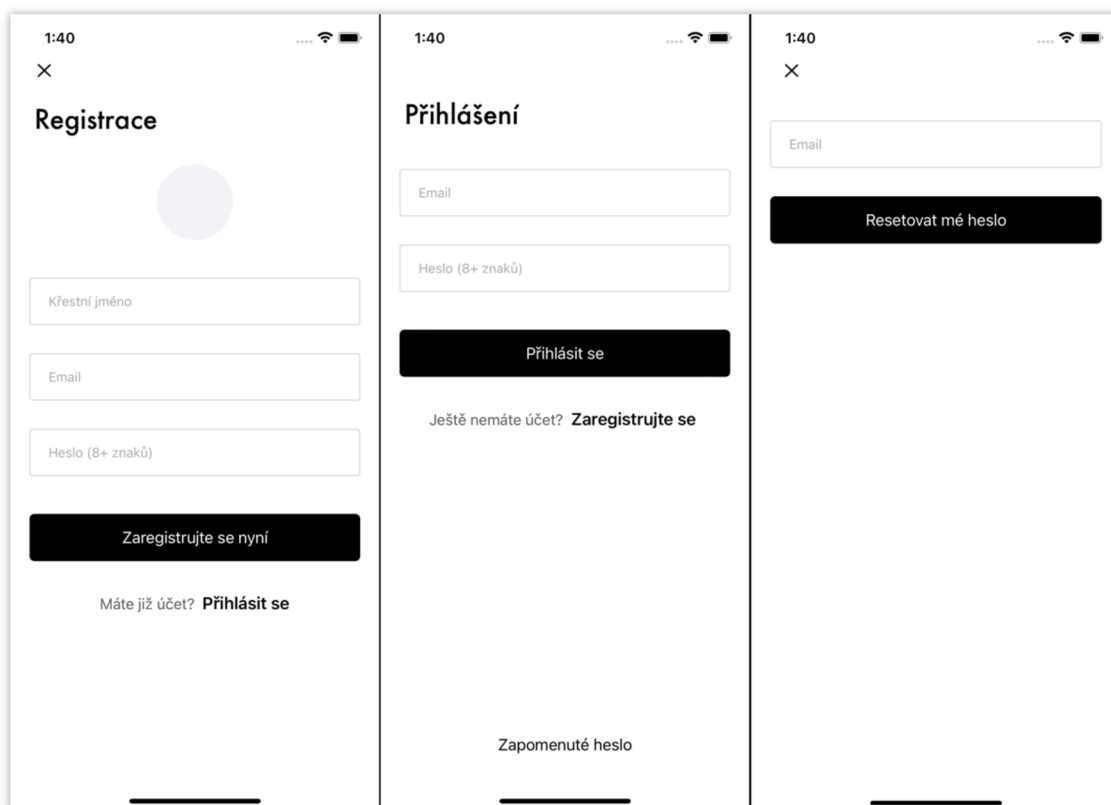 1:40
Registrace
Křestní jméno
Email
Heslo (8+ znaků)
Zaregistrujte se nyní
Máte již účet? Přihlásit se
1:40
Přihlášení
Email
Heslo (8+ znaků)
Přihlásit se
Ještě nemáte účet? Zaregistrujte se
Zapomenuté heslo
1:40
Email
Resetovat mé heslo